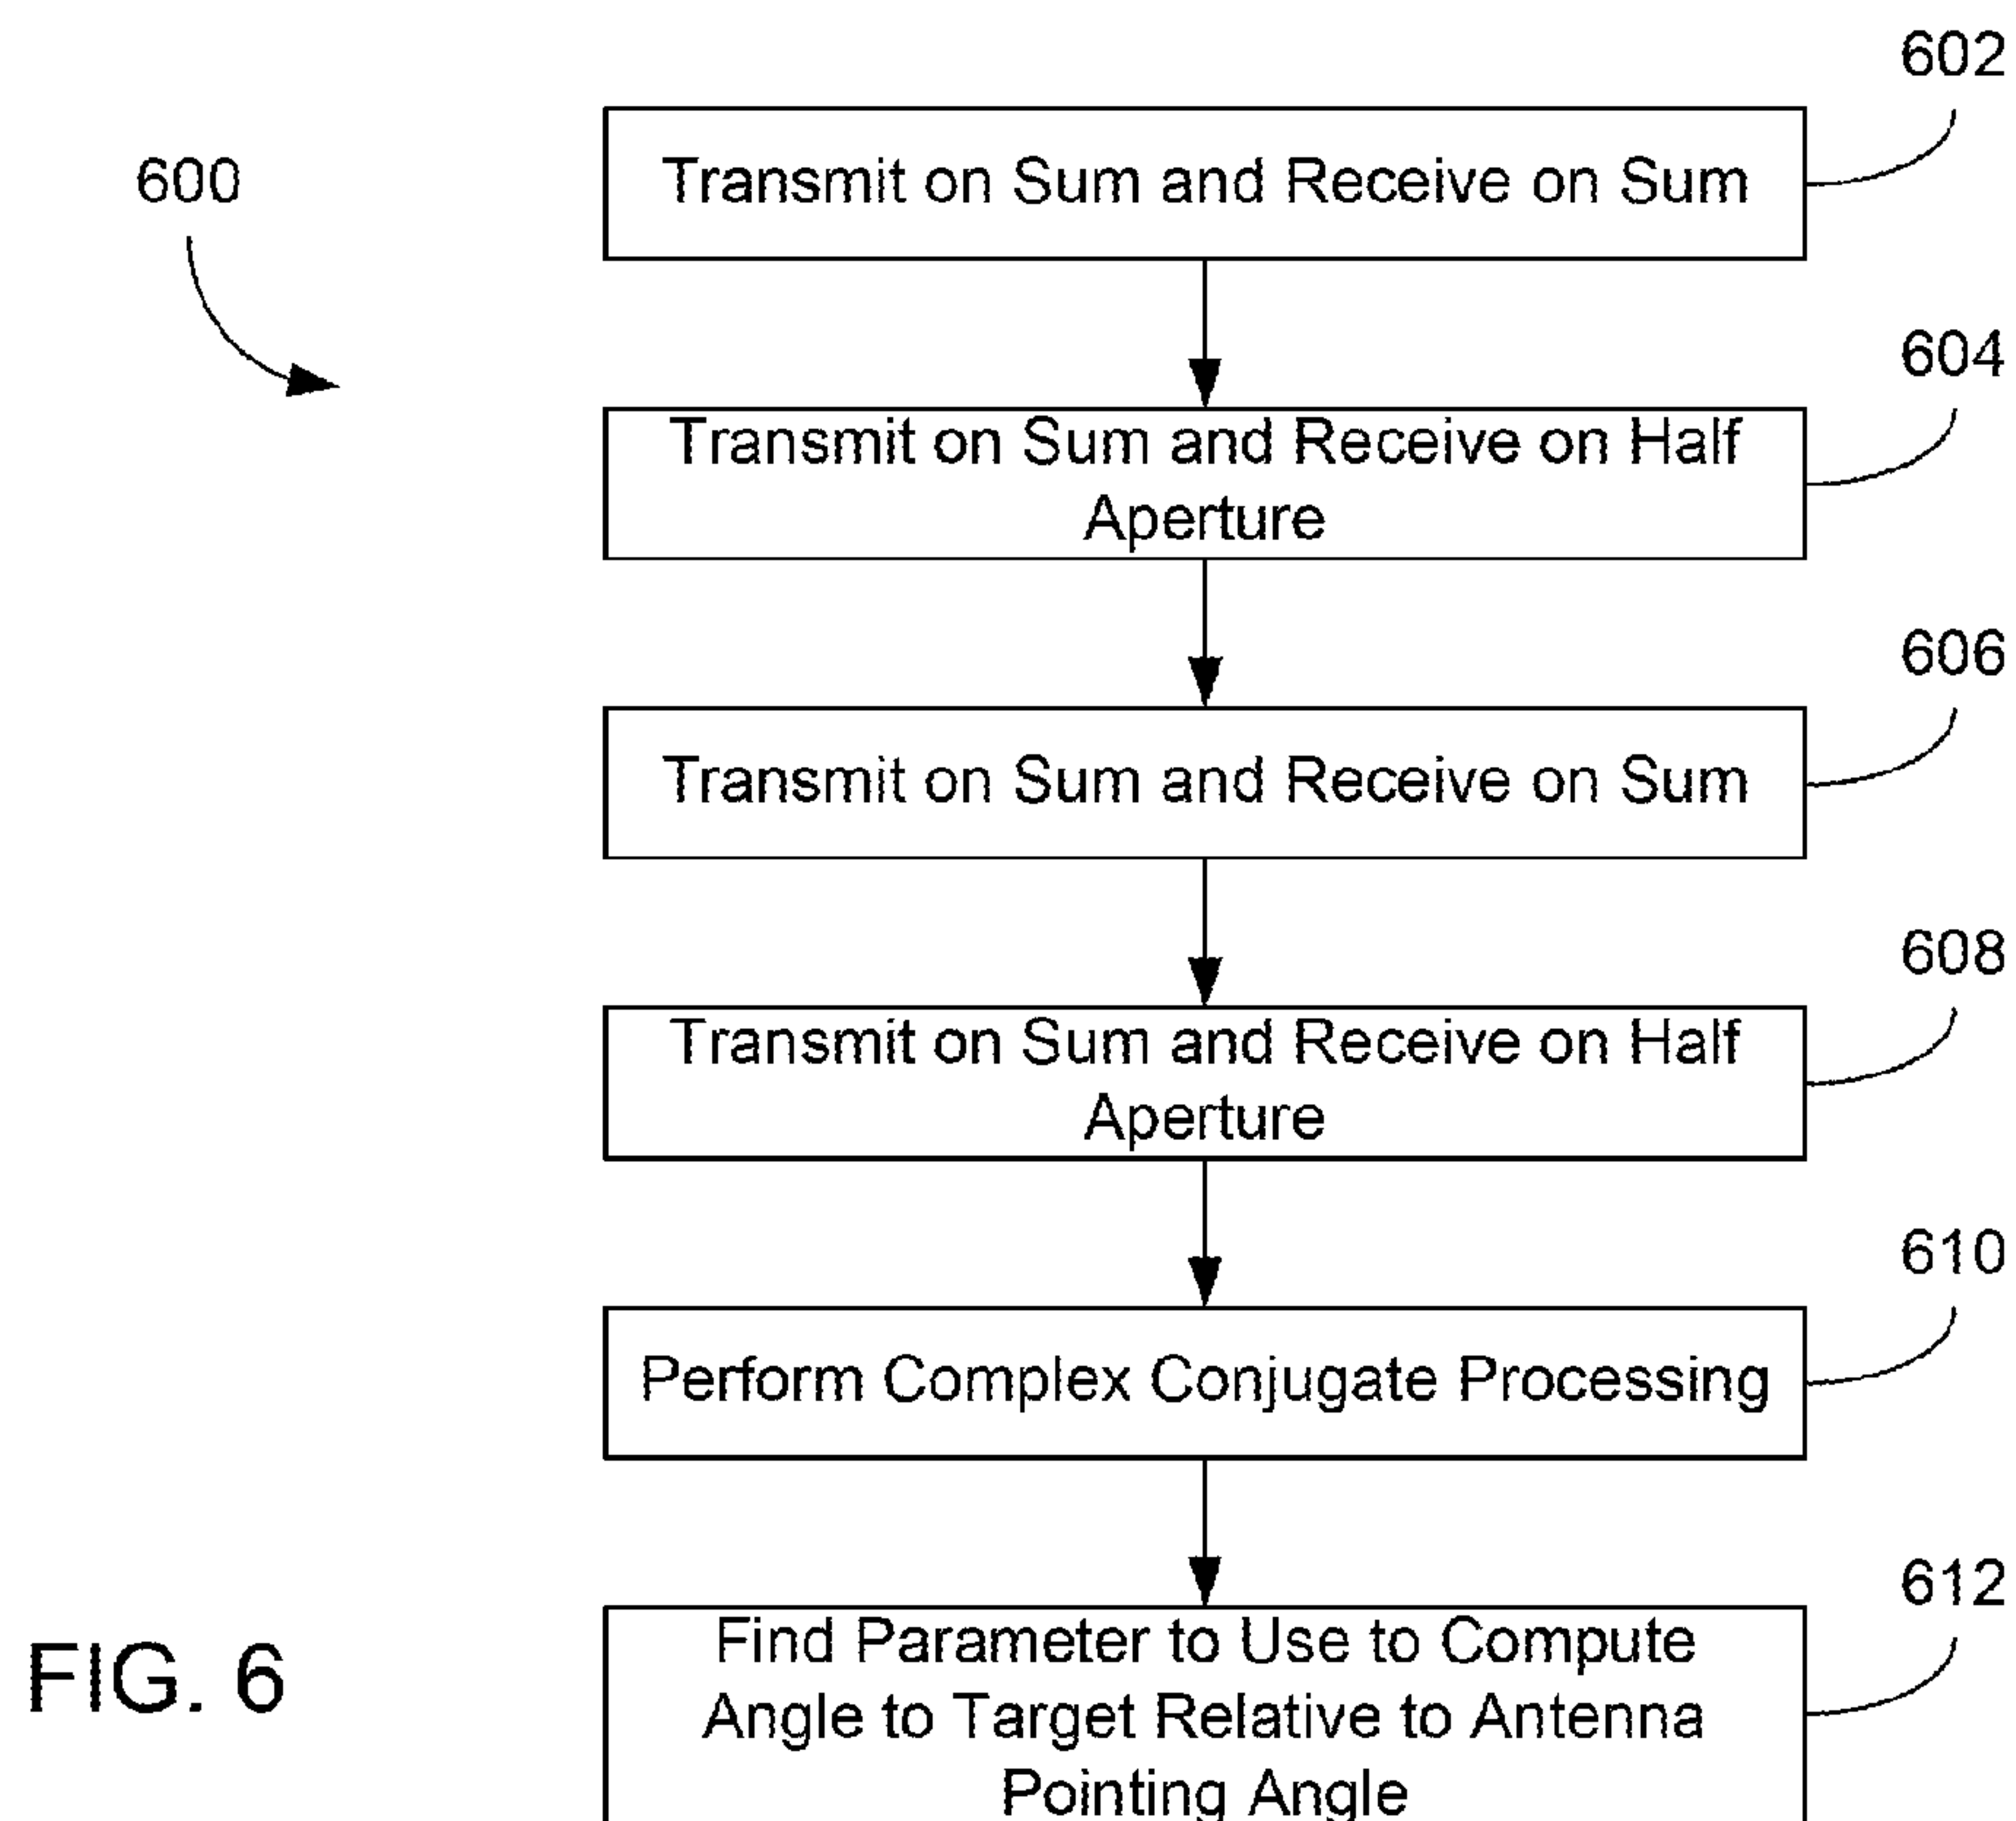 602
600
Transmit on Sum and Receive on Sum
604
Transmit on Sum and Receive on Half
Aperture
606
Transmit on Sum and Receive on Sum
608
Transmit on Sum and Receive on Half
Aperture
610
Perform Complex Conjugate Processing
612
Find Parameter to Use to Compute
Angle to Target Relative to Antenna
Pointing Angle
FIG. 6